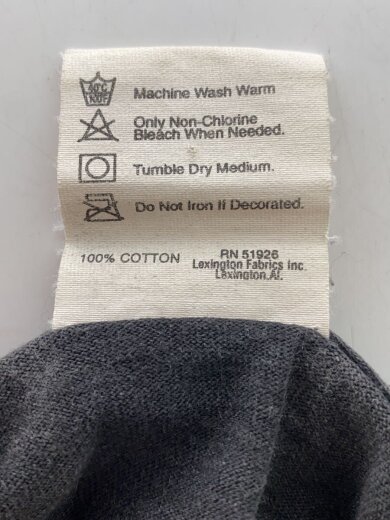 40°C
Machine Wash Warm
Only Non-Chlorine
Bleach When Needed.
Tumble Dry Medium.
Do Not Iron If Decorated.
100% COTTON
RN 51926
Lexington Fabrics Inc.
Lexington, Al.